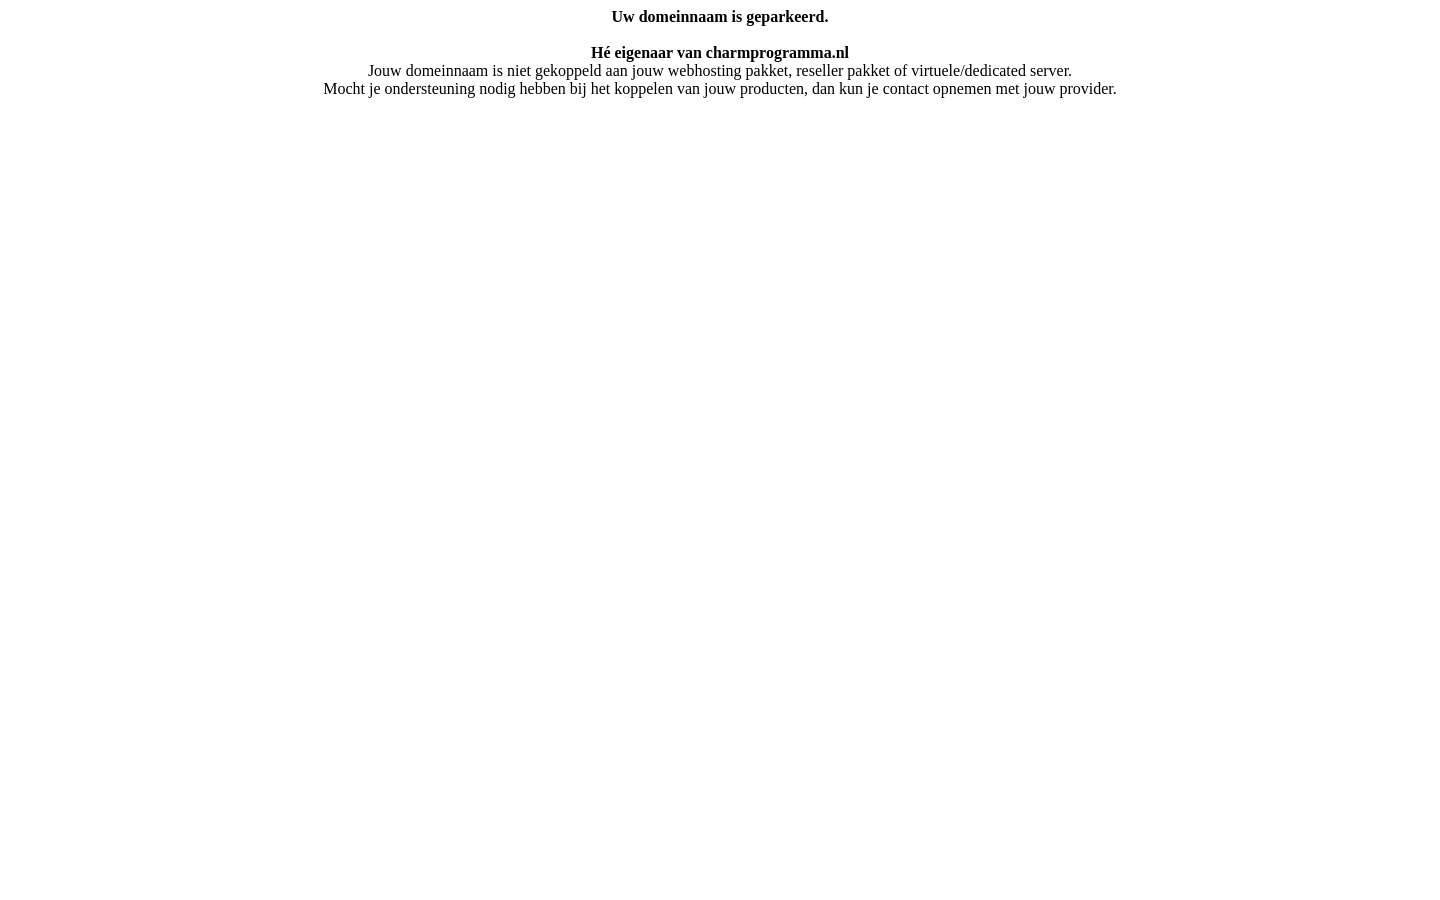 Uw domeinnaam is geparkeerd.
Hé eigenaar van charmprogramma.nl
Jouw domeinnaam is niet gekoppeld aan jouw webhosting pakket, reseller pakket of virtuele/dedicated server.
Mocht je ondersteuning nodig hebben bij het koppelen van jouw producten, dan kun je contact opnemen met jouw provider.